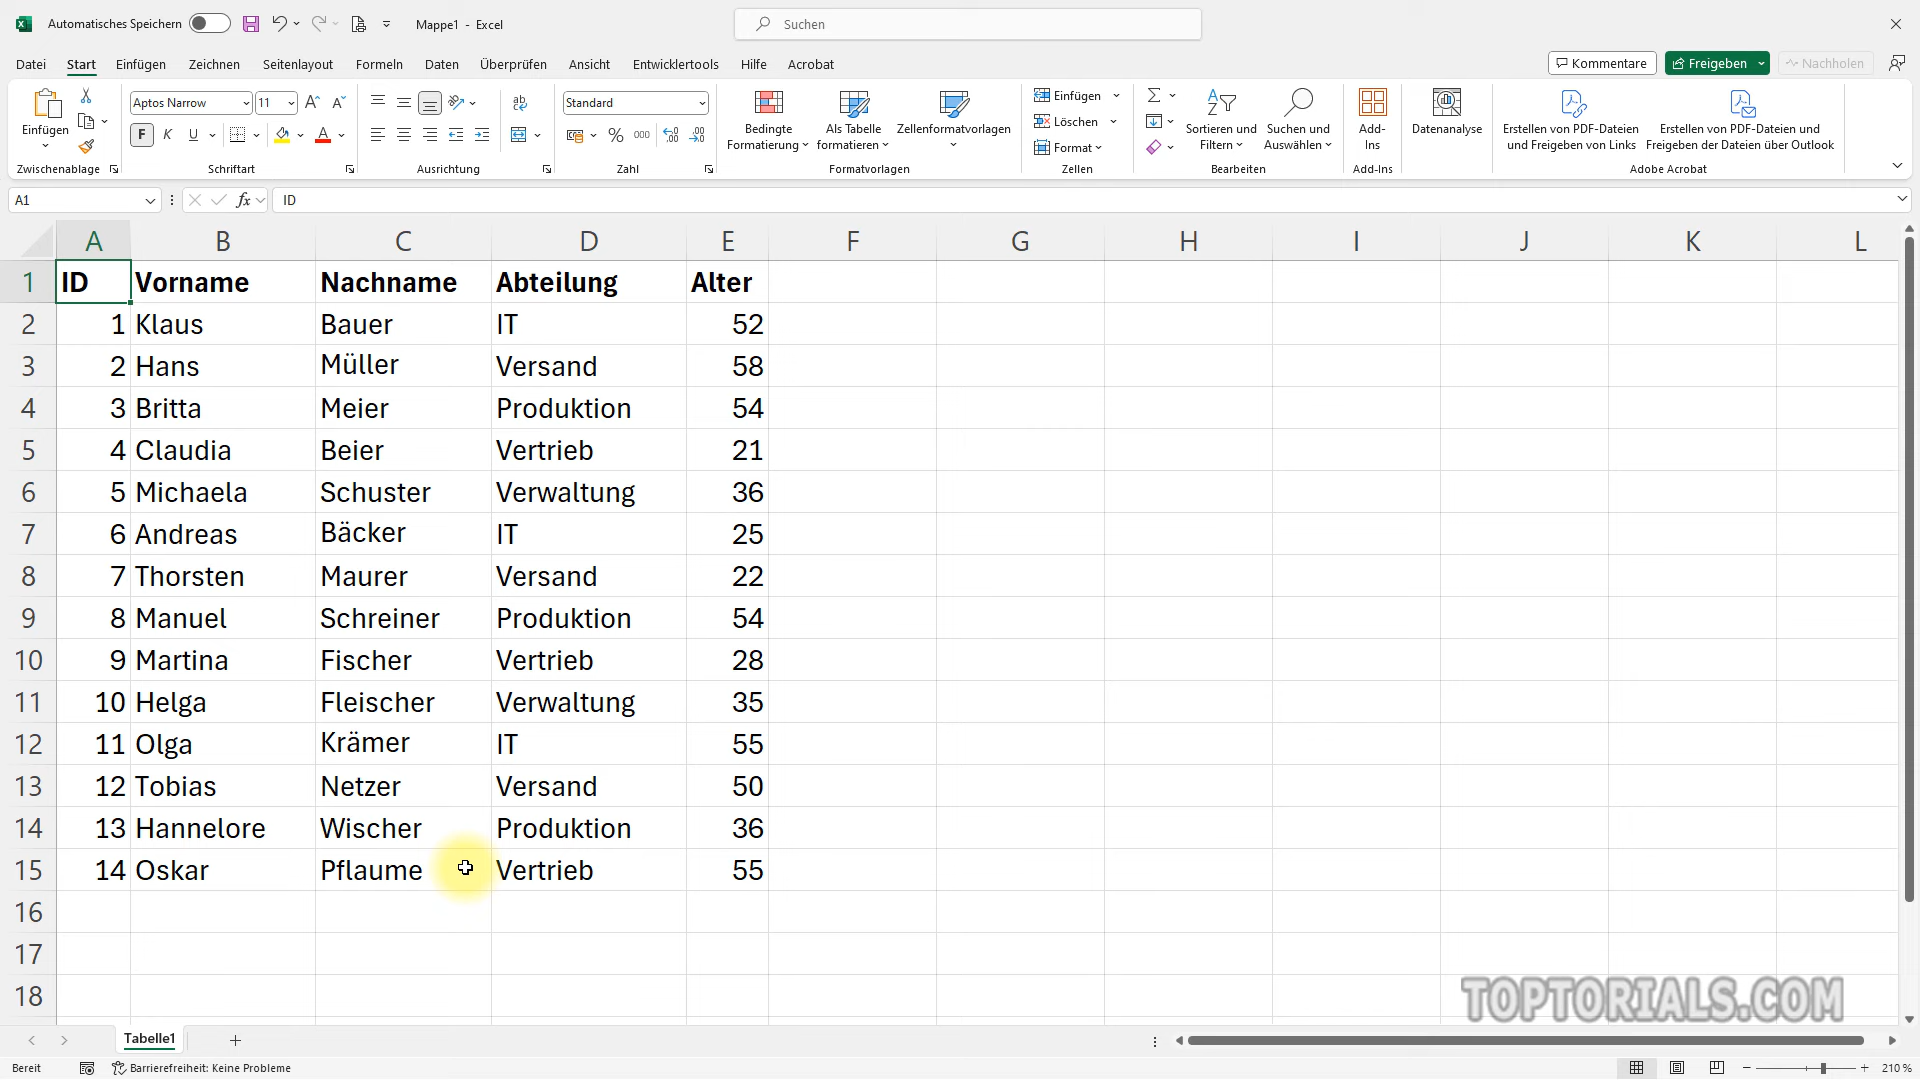 Automatisches Speichern Mappe1 - Excel Suchen
Datei Start Einfügen Zeichnen Seitenlayout Formeln Daten Überprüfen Ansicht Entwicklertools Hilfe Acrobat Kommentare Freigeben Nachholen
Einfügen
Zwischenablage
Aptos Narrow 11
F K U
Schriftart
Ausrichtung
Standard
% 000
Zahl
Bedingte
Formatierung
Als Tabelle
formatieren
Zellenformatvorlagen
Formatvorlagen
Einfügen
Löschen
Format
Zellen
Sortieren und
Filtern
Suchen und
Auswählen
Bearbeiten
Add-
Ins
Add-Ins
Datenanalyse
Erstellen von PDF-Dateien
und Freigeben von Links
Erstellen von PDF-Dateien und
Freigeben der Dateien über Outlook
Adobe Acrobat
A1 fx ID
A B C D E F G H I J K L
1 ID Vorname Nachname Abteilung Alter
2 1 Klaus Bauer IT 52
3 2 Hans Müller Versand 58
4 3 Britta Meier Produktion 54
5 4 Claudia Beier Vertrieb 21
6 5 Michaela Schuster Verwaltung 36
7 6 Andreas Bäcker IT 25
8 7 Thorsten Maurer Versand 22
9 8 Manuel Schreiner Produktion 54
10 9 Martina Fischer Vertrieb 28
11 10 Helga Fleischer Verwaltung 35
12 11 Olga Krämer IT 55
13 12 Tobias Netzer Versand 50
14 13 Hannelore Wischer Produktion 36
15 14 Oskar Pflaume Vertrieb 55
16
17
18
TOPTORIALS.COM
Tabelle1
Bereit Barrierefreiheit: Keine Probleme 210 %